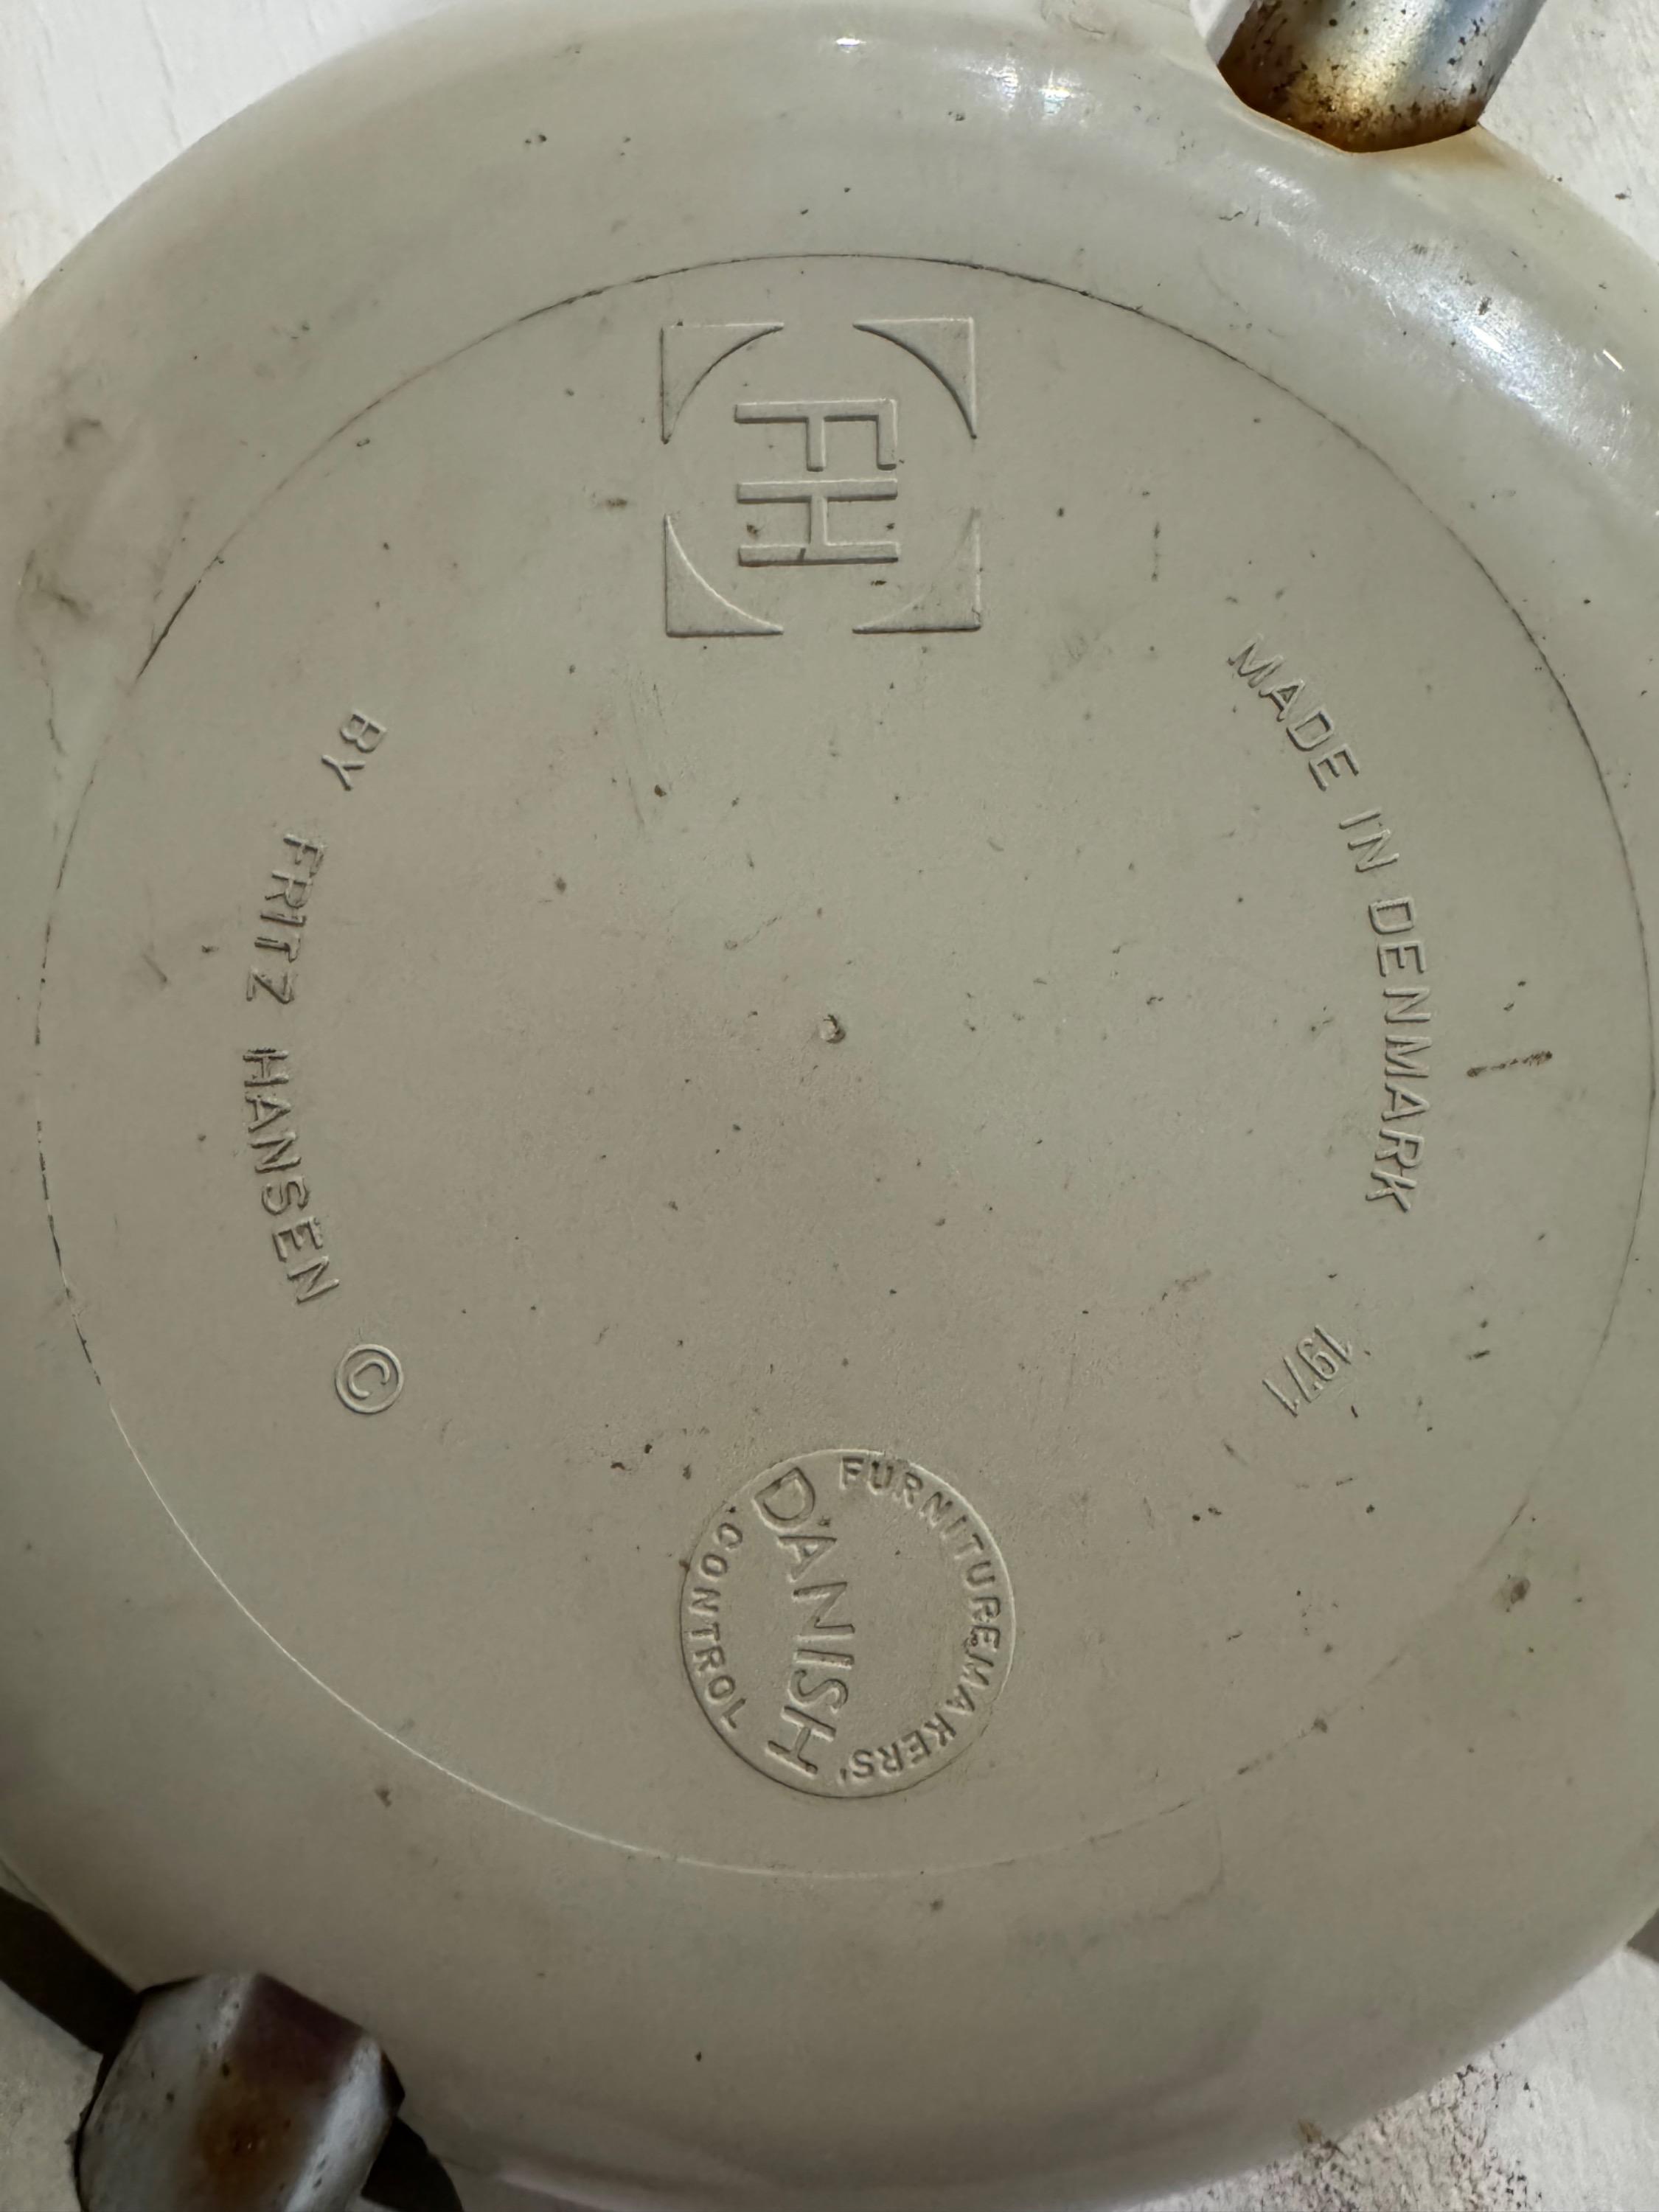 FH
MADE IN DENMARK 1971
BY FRITZ HANSEN ©
FURNITUREMAKERS'
DANISH
CONTROL